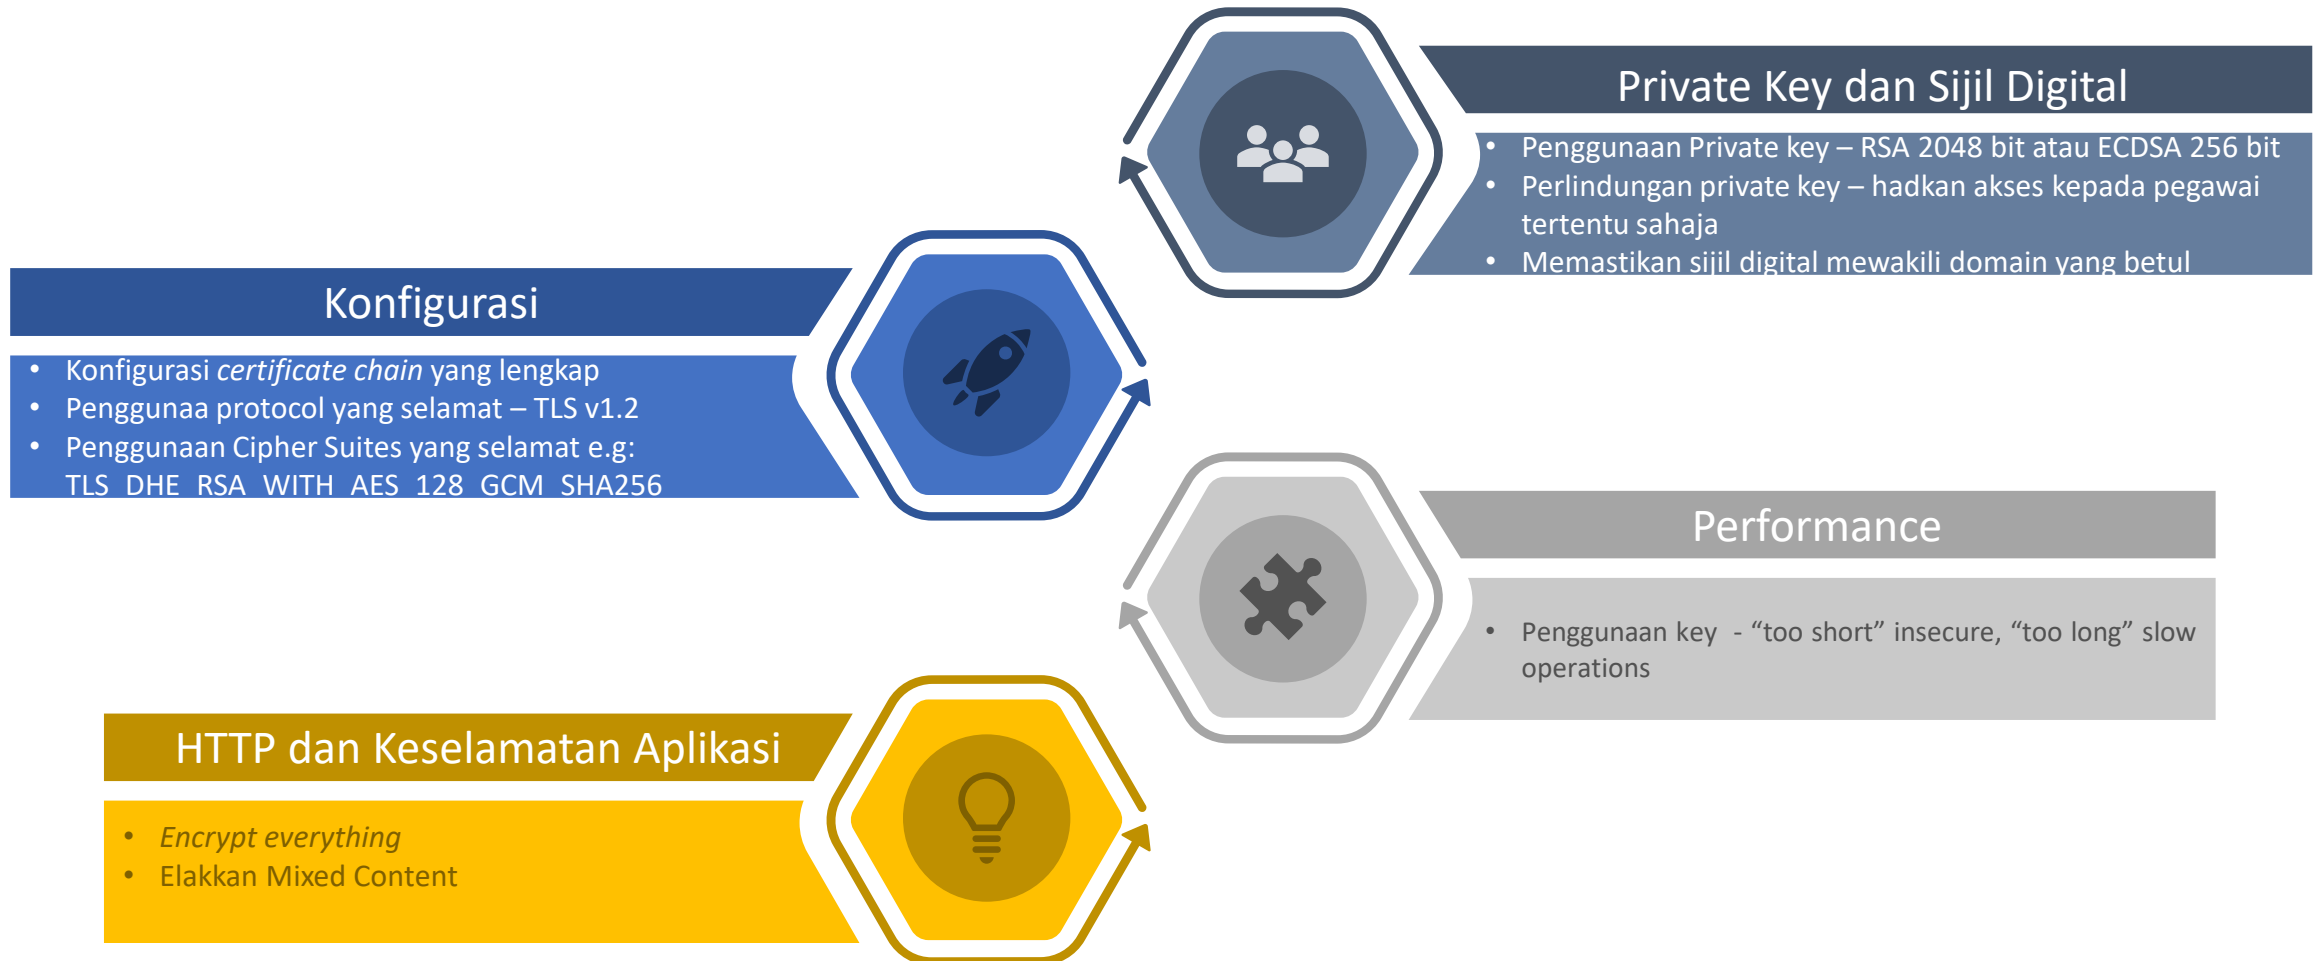 Private Key dan Sijil Digital
• Penggunaan Private key – RSA 2048 bit atau ECDSA 256 bit
• Perlindungan private key – hadkan akses kepada pegawai
tertentu sahaja
• Memastikan sijil digital mewakili domain yang betul
Konfigurasi
• Konfigurasi certificate chain yang lengkap
• Penggunaa protocol yang selamat – TLS v1.2
• Penggunaan Cipher Suites yang selamat e.g:
TLS_DHE_RSA_WITH_AES_128_GCM_SHA256
Performance
• Penggunaan key - “too short” insecure, “too long” slow
operations
HTTP dan Keselamatan Aplikasi
• Encrypt everything
• Elakkan Mixed Content